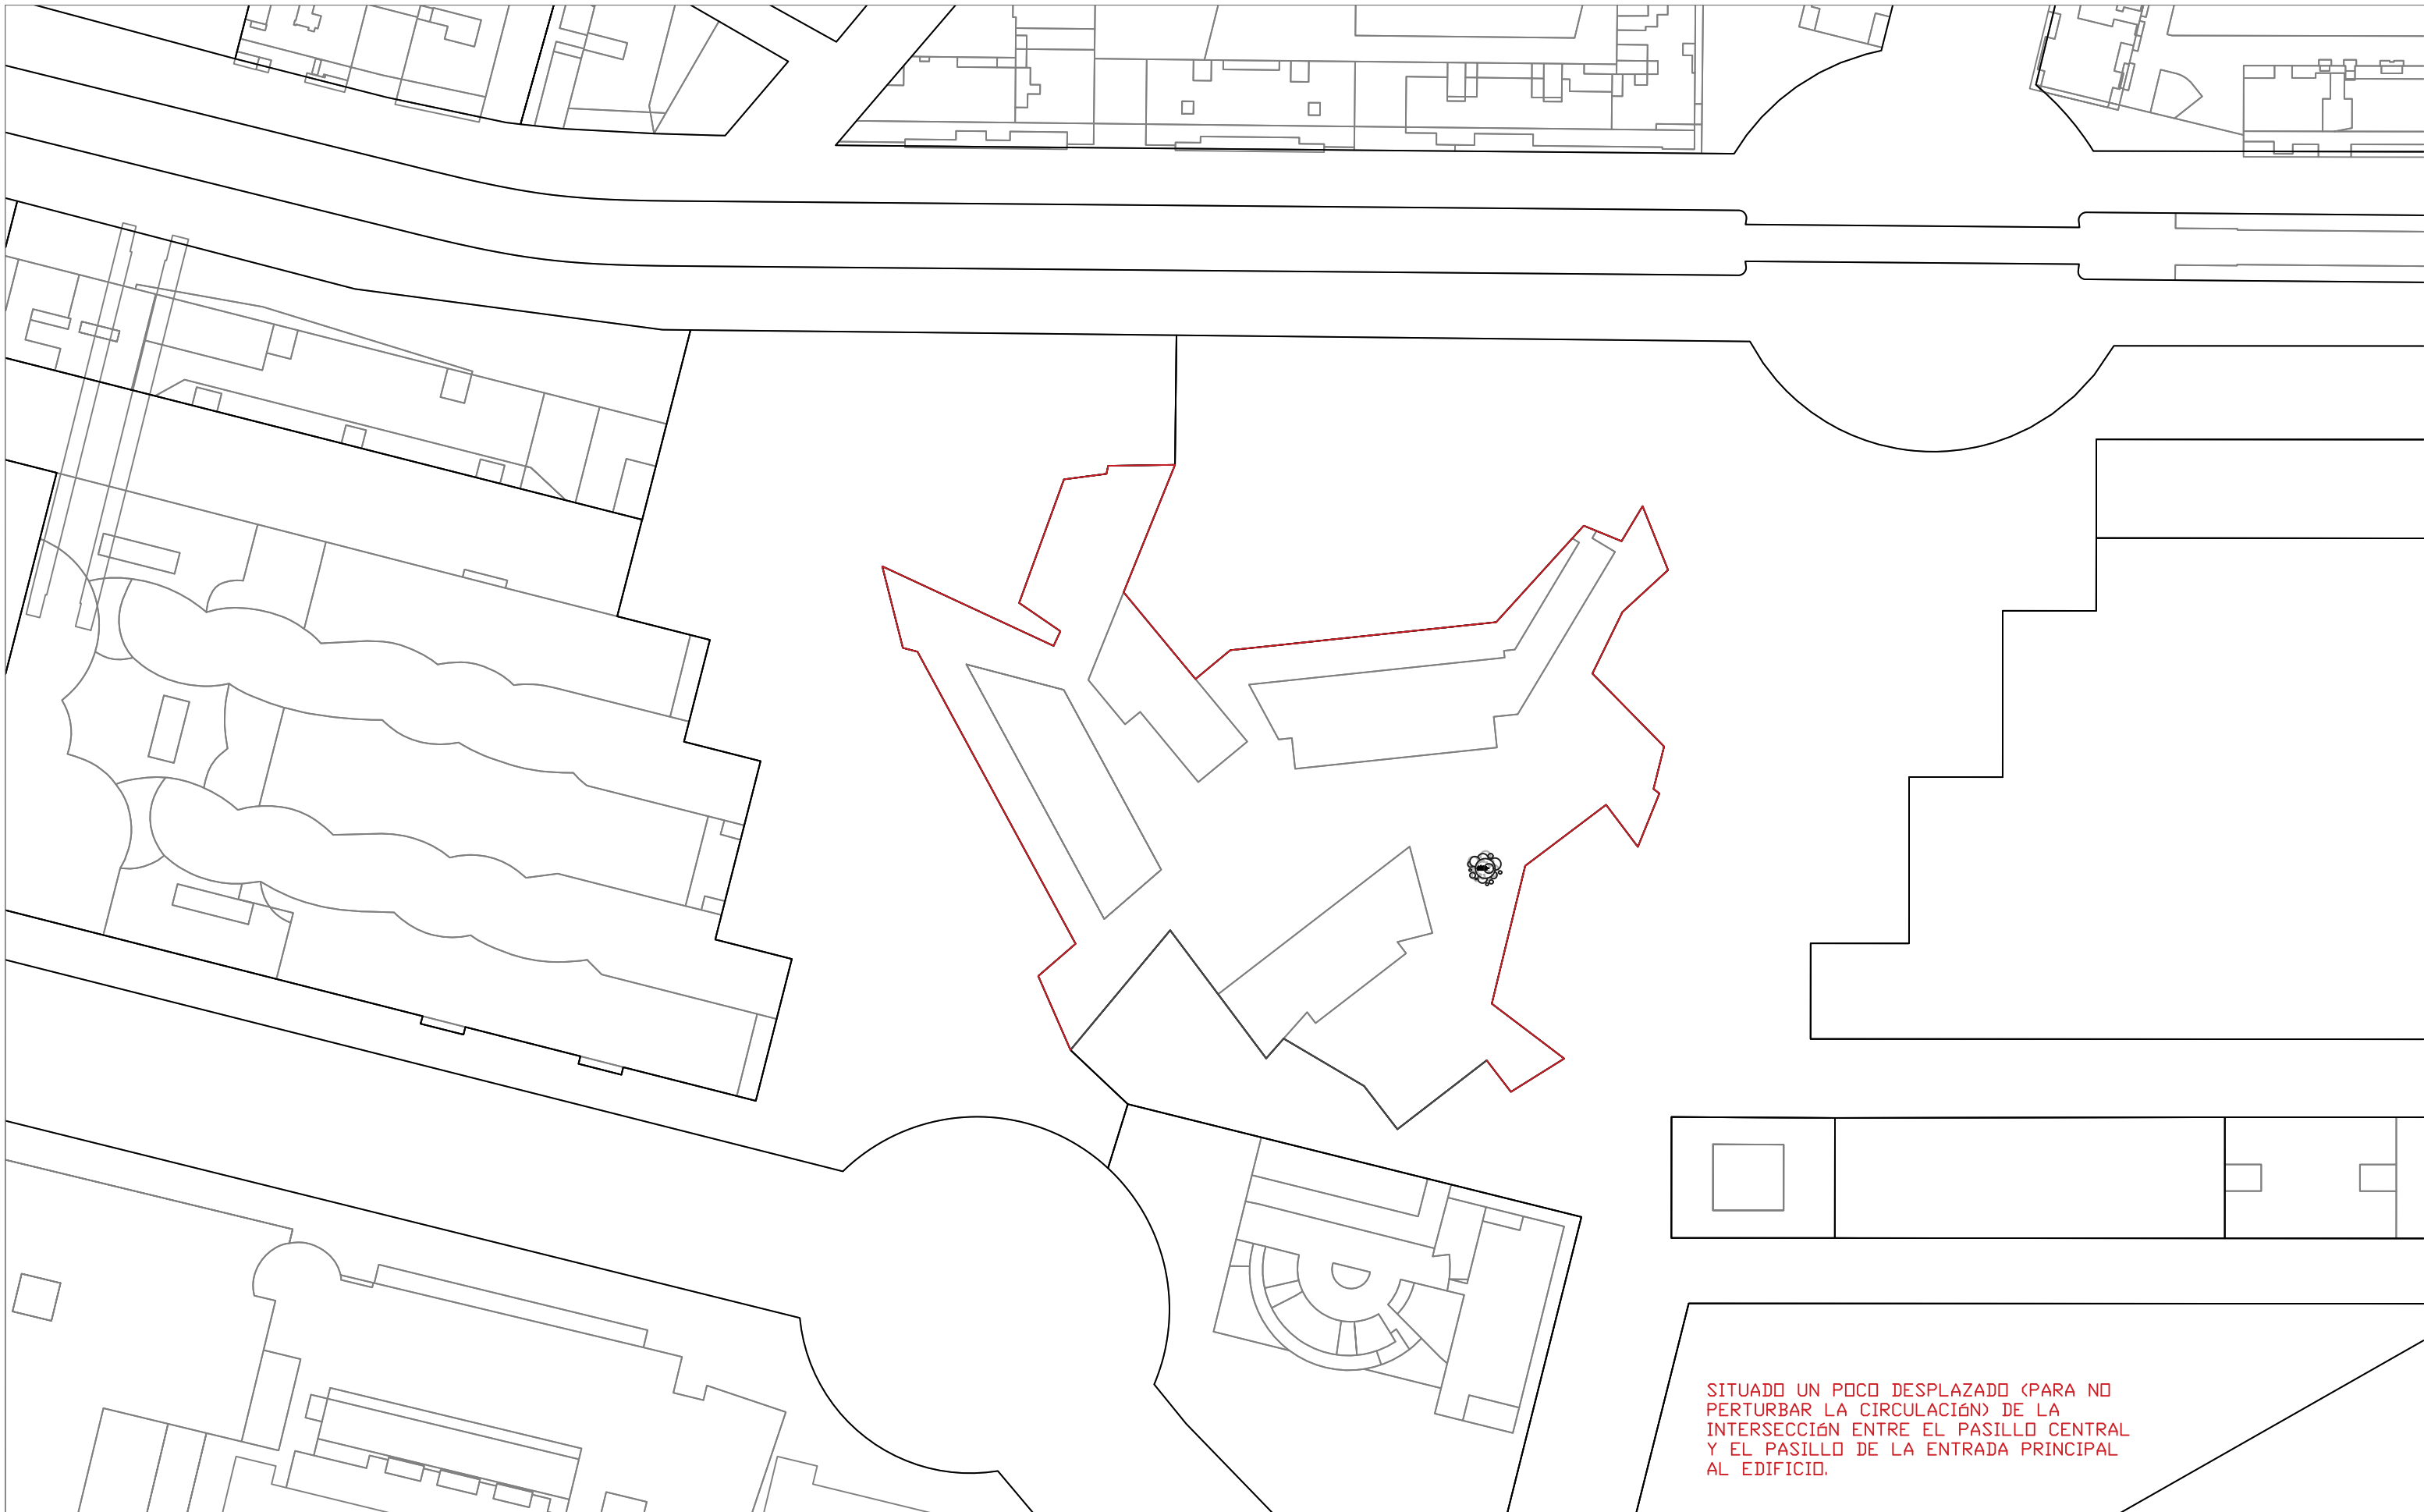 SITUADO UN POCO DESPLAZADO (PARA NO
PERTURBAR LA CIRCULACIóN) DE LA
INTERSECCIóN ENTRE EL PASILLO CENTRAL
Y EL PASILLO DE LA ENTRADA PRINCIPAL
AL EDIFICIO.